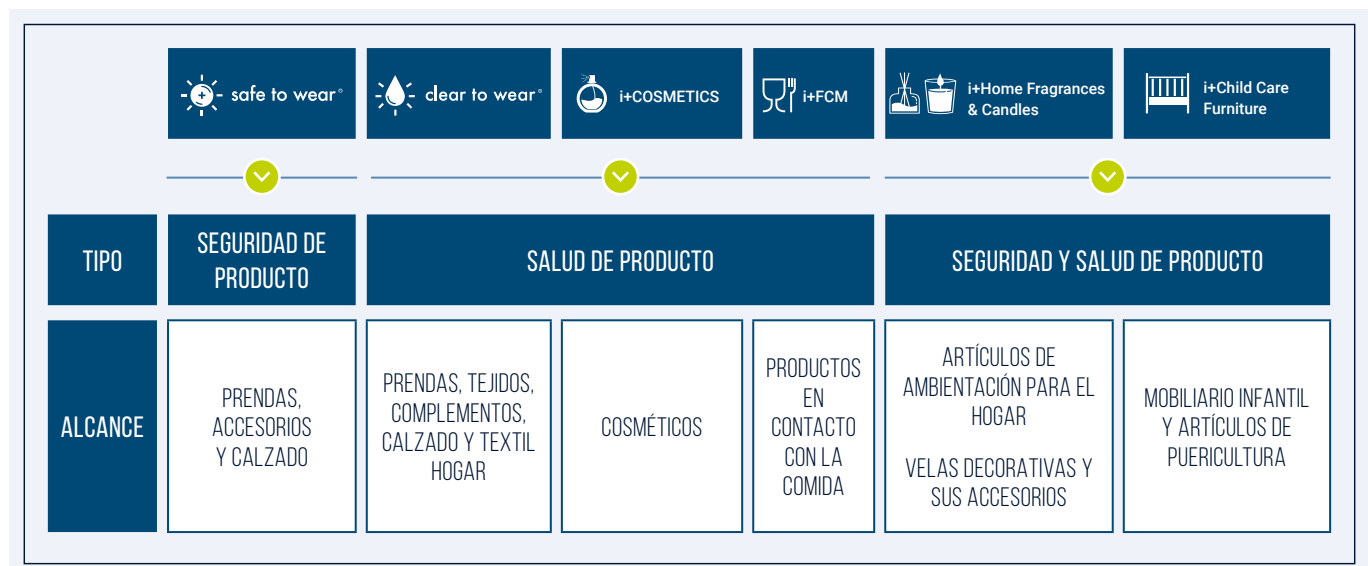 safe to wear®
clear to wear®
i+COSMETICS
i+FCM
i+Home Fragrances
& Candles
i+Child Care
Furniture
TIPO
SEGURIDAD DE
PRODUCTO
SALUD DE PRODUCTO
SEGURIDAD Y SALUD DE PRODUCTO
ALCANCE
PRENDAS,
ACCESORIOS
Y CALZADO
PRENDAS, TEJIDOS,
COMPLEMENTOS,
CALZADO Y TEXTIL
HOGAR
COSMÉTICOS
PRODUCTOS
EN
CONTACTO
CON LA
COMIDA
ARTÍCULOS DE
AMBIENTACIÓN PARA EL
HOGAR
VELAS DECORATIVAS Y
SUS ACCESORIOS
MOBILIARIO INFANTIL
Y ARTÍCULOS DE
PUERICULTURA